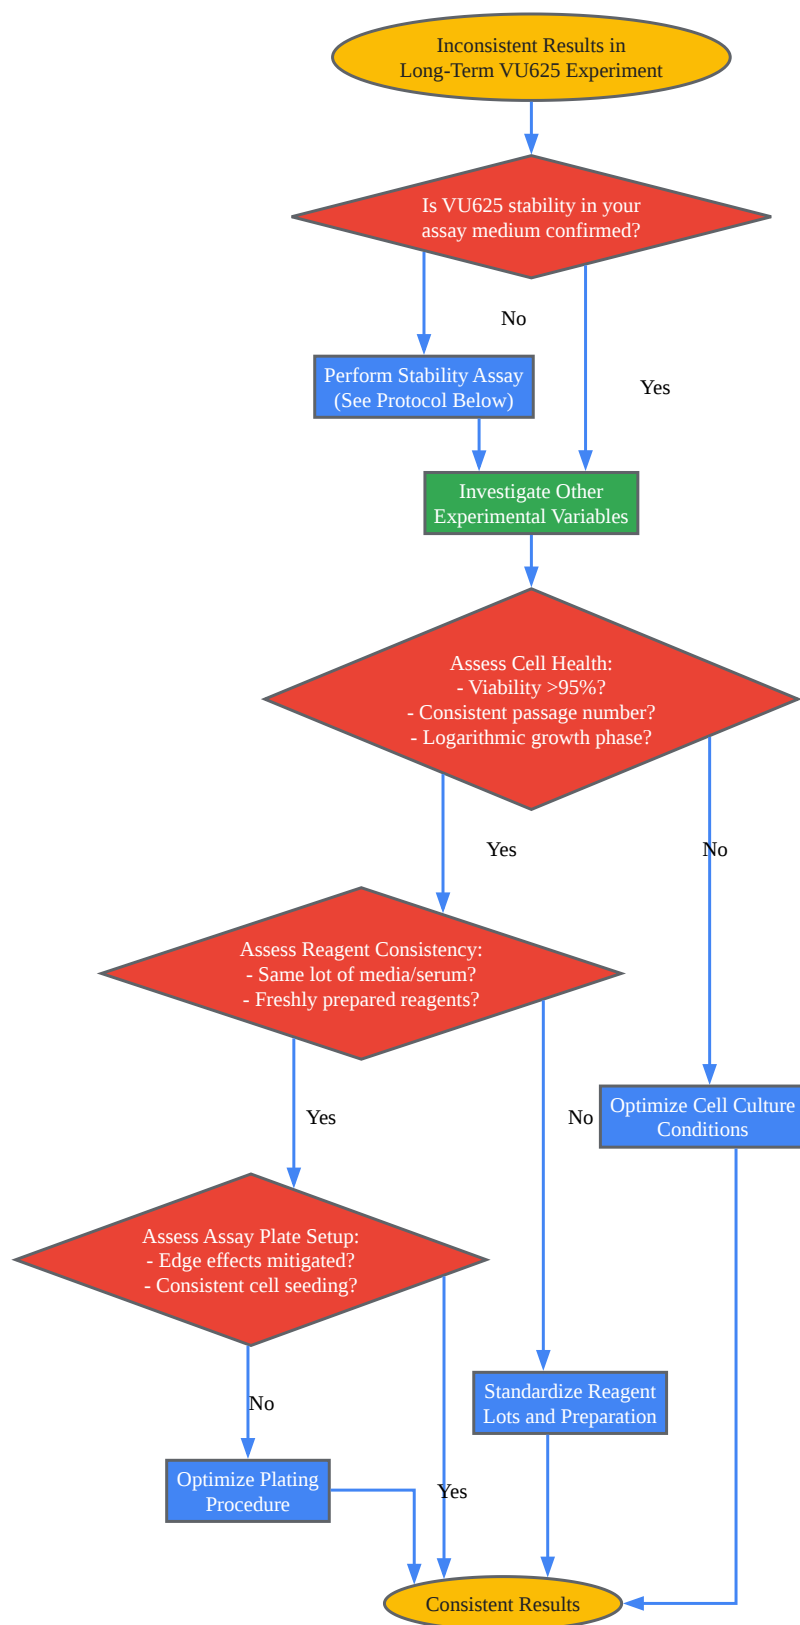 Inconsistent Results in
Long-Term VU625 Experiment
Is VU625 stability in your
assay medium confirmed?
No
Perform Stability Assay
(See Protocol Below)
Yes
Investigate Other
Experimental Variables
Assess Cell Health:
- Viability >95%?
- Consistent passage number?
- Logarithmic growth phase?
Yes
No
Assess Reagent Consistency:
- Same lot of media/serum?
- Freshly prepared reagents?
Yes
No
Optimize Cell Culture
Conditions
Assess Assay Plate Setup:
- Edge effects mitigated?
- Consistent cell seeding?
No
Standardize Reagent
Lots and Preparation
Optimize Plating
Procedure
Yes
Consistent Results